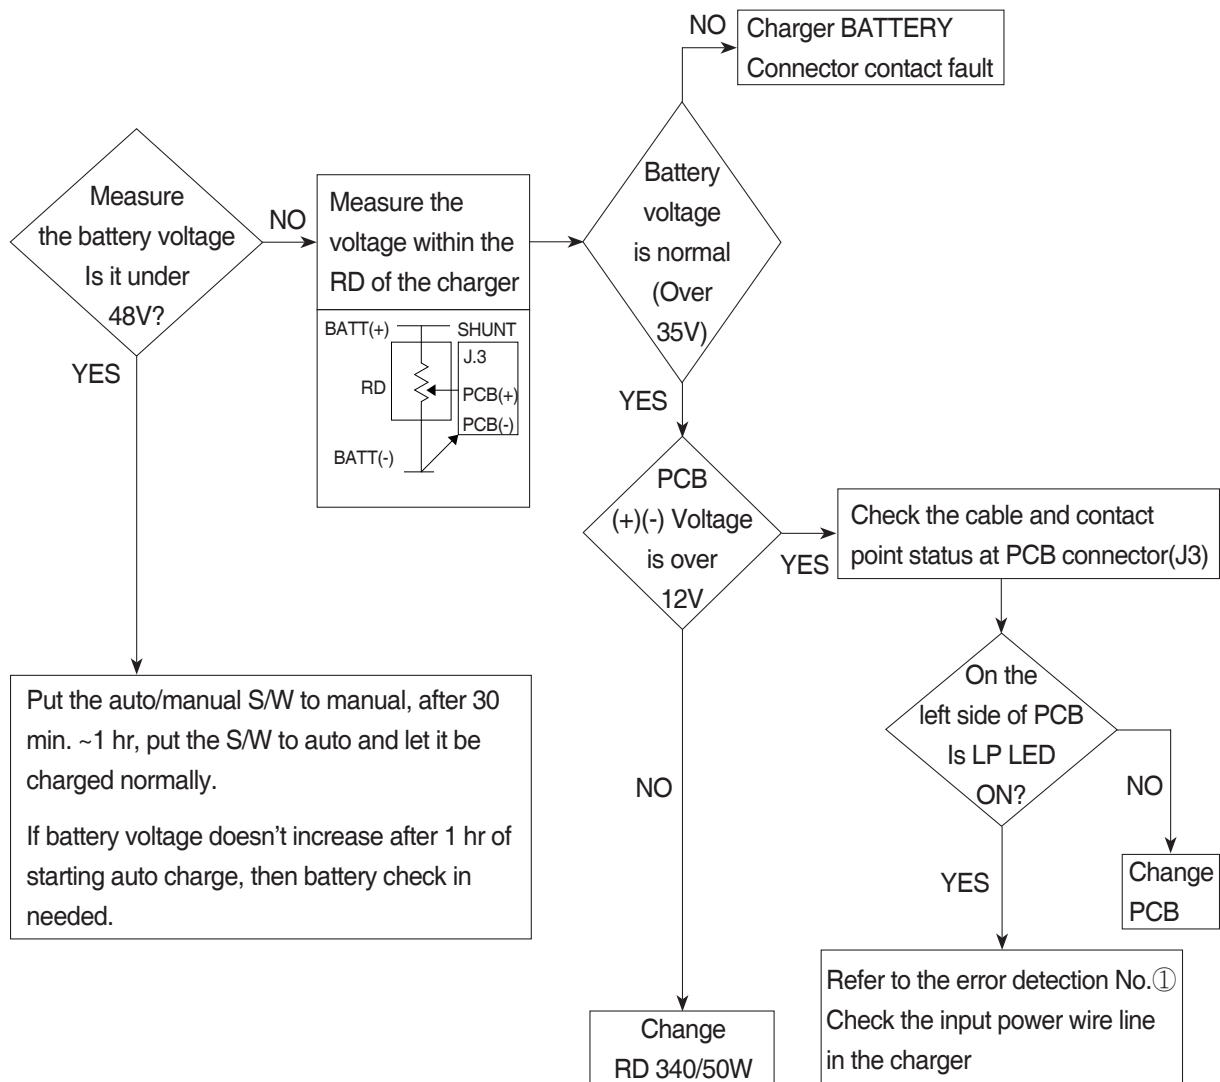 NO
Charger BATTERY
Connector contact fault
Measure
the battery voltage
Is it under
48V?
NO
YES
Measure the
voltage within the
RD of the charger
BATT(+)
SHUNT
J.3
RD
PCB(+)
PCB(-)
BATT(-)
Battery
voltage
is normal
(Over
35V)
YES
PCB
(+)(-) Voltage
is over
12V
YES
Check the cable and contact
point status at PCB connector(J3)
On the
left side of PCB
Is LP LED
ON?
NO
NO
YES
Change
PCB
Put the auto/manual S/W to manual, after 30
min. ~1 hr, put the S/W to auto and let it be
charged normally.
If battery voltage doesn’t increase after 1 hr of
starting auto charge, then battery check in
needed.
Change
RD 340/50W
Refer to the error detection No.①
Check the input power wire line
in the charger